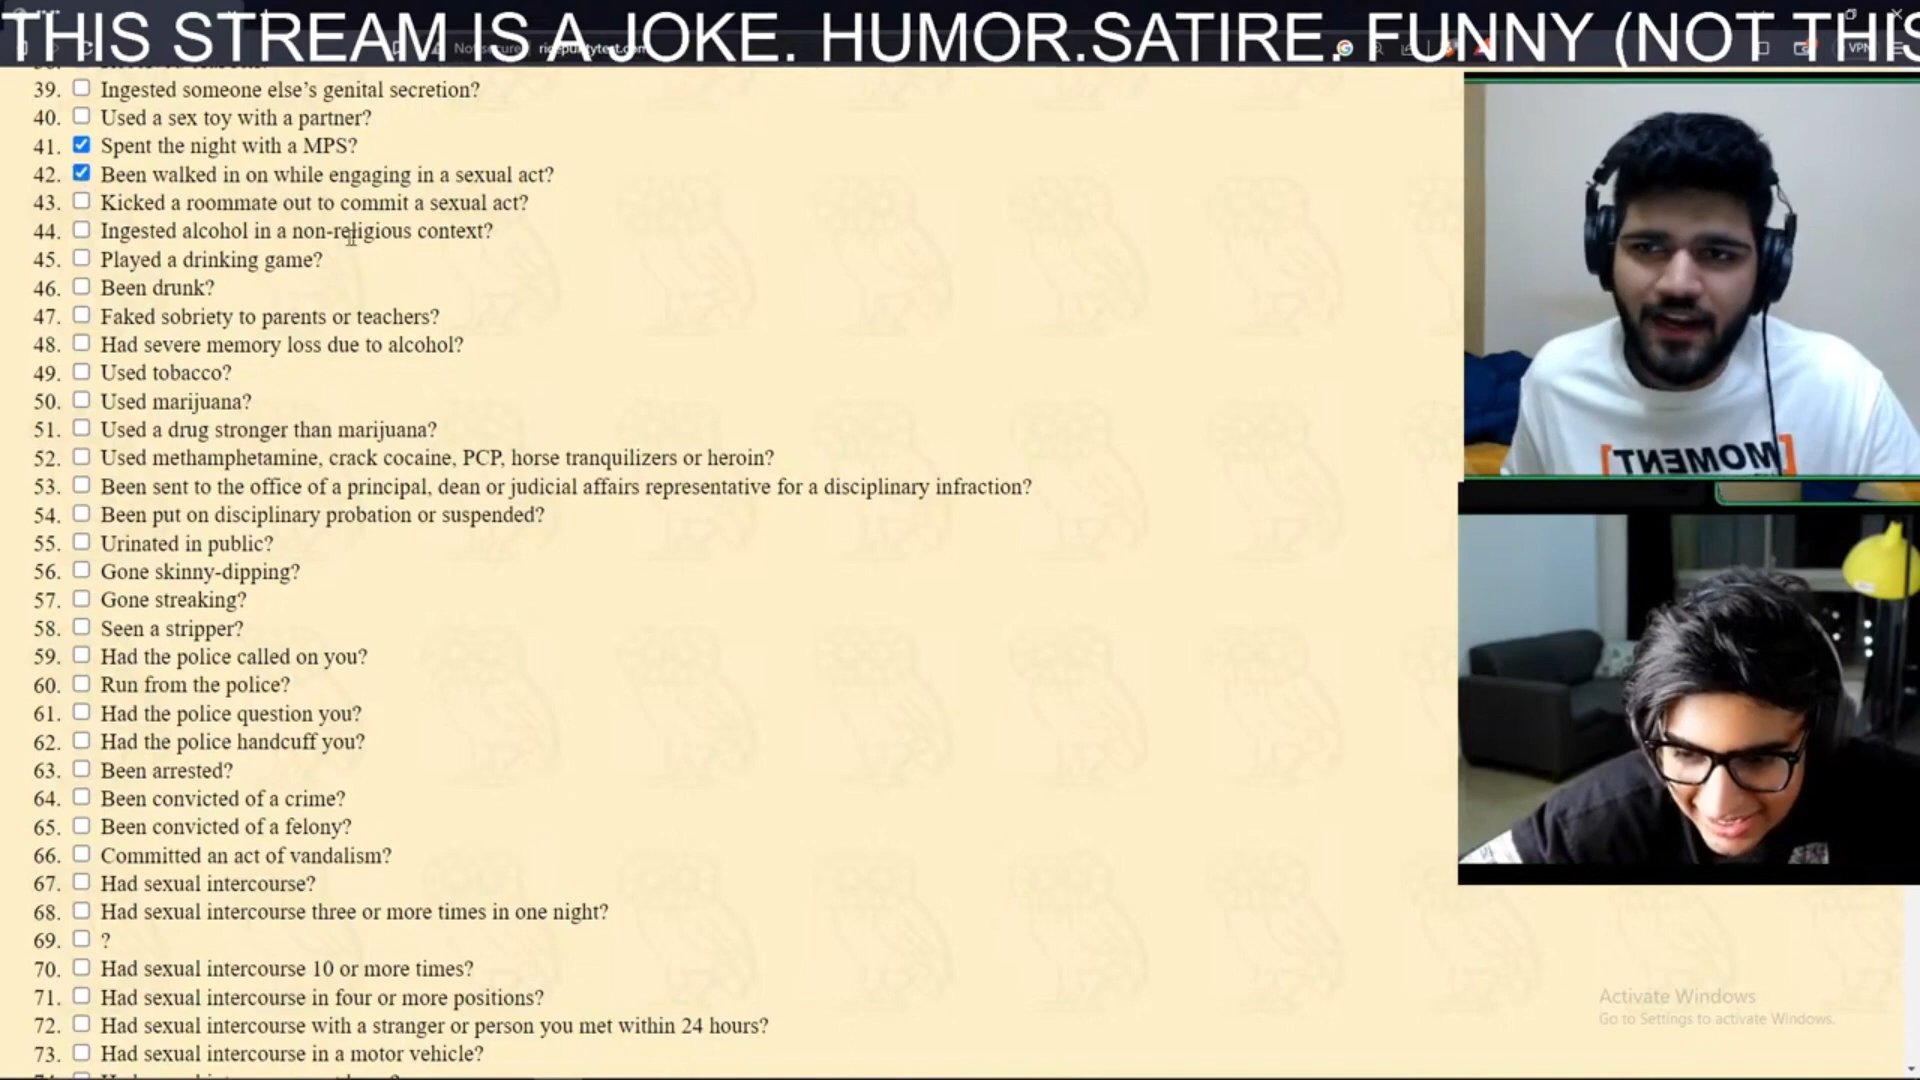 THIS STREAM IS A JOKE. HUMOR.SATIRE. FUNNY (NOT THIS
Not secure
39. Ingested someone else’s genital secretion?
40. Used a sex toy with a partner?
41. Spent the night with a MPS?
42. Been walked in on while engaging in a sexual act?
43. Kicked a roommate out to commit a sexual act?
44. Ingested alcohol in a non-religious context?
45. Played a drinking game?
46. Been drunk?
47. Faked sobriety to parents or teachers?
48. Had severe memory loss due to alcohol?
49. Used tobacco?
50. Used marijuana?
51. Used a drug stronger than marijuana?
52. Used methamphetamine, crack cocaine, PCP, horse tranquilizers or heroin?
53. Been sent to the office of a principal, dean or judicial affairs representative for a disciplinary infraction?
54. Been put on disciplinary probation or suspended?
55. Urinated in public?
56. Gone skinny-dipping?
57. Gone streaking?
58. Seen a stripper?
59. Had the police called on you?
60. Run from the police?
61. Had the police question you?
62. Had the police handcuff you?
63. Been arrested?
64. Been convicted of a crime?
65. Been convicted of a felony?
66. Committed an act of vandalism?
67. Had sexual intercourse?
68. Had sexual intercourse three or more times in one night?
69. ?
70. Had sexual intercourse 10 or more times?
71. Had sexual intercourse in four or more positions?
72. Had sexual intercourse with a stranger or person you met within 24 hours?
73. Had sexual intercourse in a motor vehicle?
VPN
[MOMENT]
Activate Windows
Go to Settings to activate Windows.